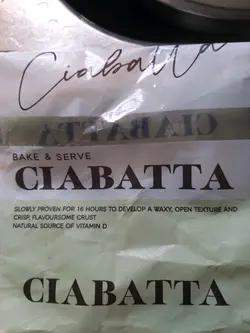 Ciabatta
CIABATTA
BAKE & SERVE
CIABATTA
SLOWLY PROVEN FOR 16 HOURS TO DEVELOP A WAXY, OPEN TEXTURE AND
CRISP, FLAVOURSOME CRUST
NATURAL SOURCE OF VITAMIN D
CIABATTA